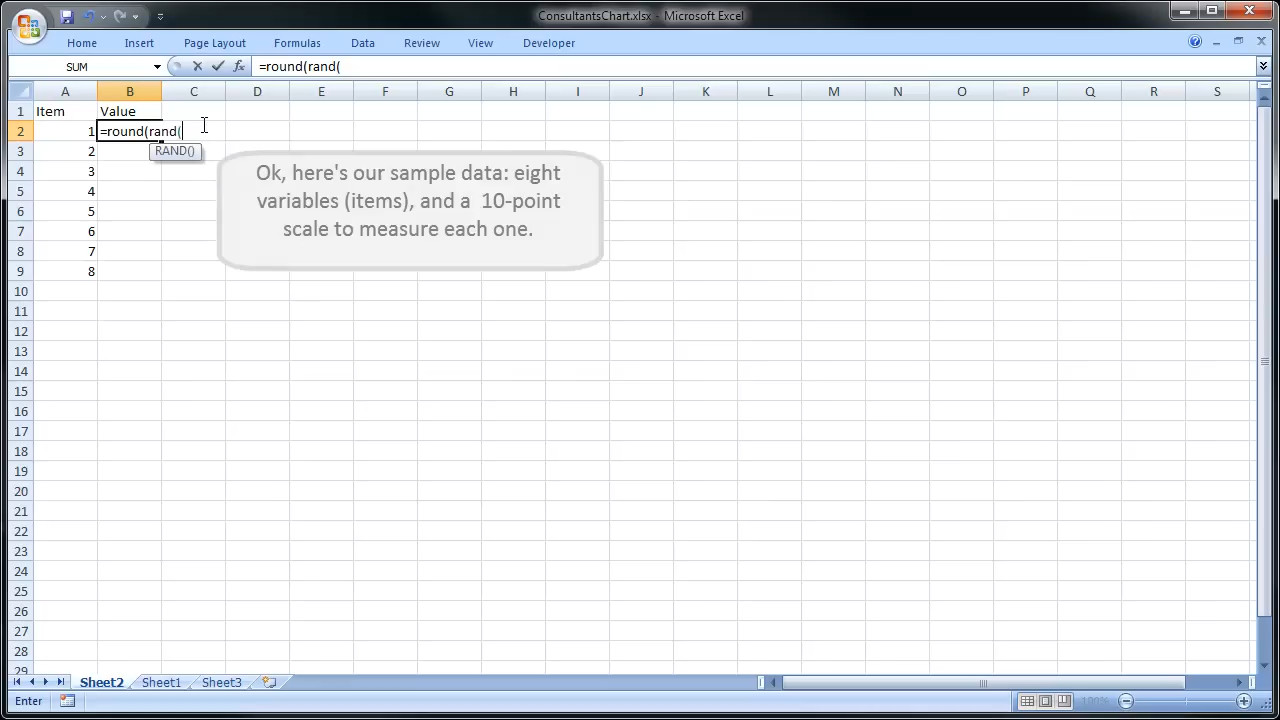 ConsultantsChart.xlsx - Microsoft Excel
Home Insert Page Layout Formulas Data Review View Developer
SUM fx =round(rand(
A B C D E F G H I J K L M N O P Q R S
1 Item Value
2 1 =round(rand(
3 2 RAND()
4 3
5 4
6 5
7 6
8 7
9 8
10
11
12
13
14
15
16
17
18
19
20
21
22
23
24
25
26
27
28
29
Ok, here's our sample data: eight
variables (items), and a 10-point
scale to measure each one.
Sheet2 Sheet1 Sheet3
Enter 100%